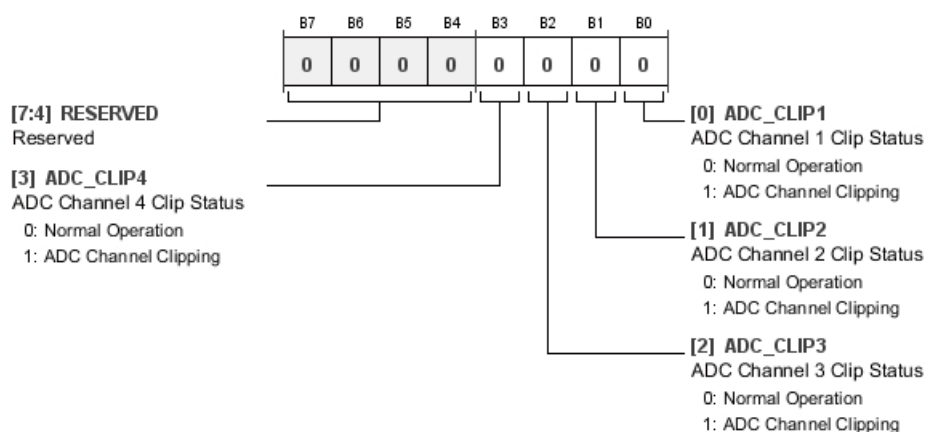 B7 B6 B5 B4 B3 B2 B1 B0
0 0 0 0 0 0 0 0
[7:4] RESERVED
Reserved
[3] ADC_CLIP4
ADC Channel 4 Clip Status
0: Normal Operation
1: ADC Channel Clipping
[0] ADC_CLIP1
ADC Channel 1 Clip Status
0: Normal Operation
1: ADC Channel Clipping
[1] ADC_CLIP2
ADC Channel 2 Clip Status
0: Normal Operation
1: ADC Channel Clipping
[2] ADC_CLIP3
ADC Channel 3 Clip Status
0: Normal Operation
1: ADC Channel Clipping